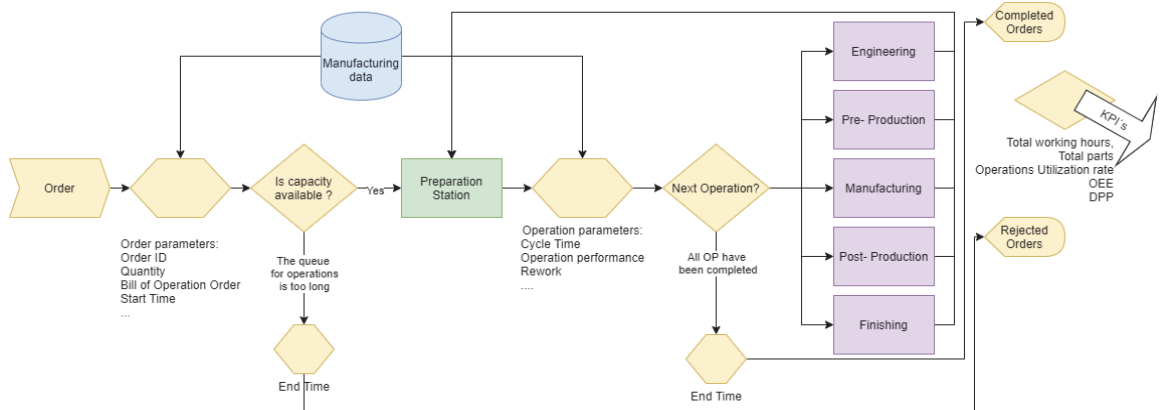 Completed
Orders
Engineering
Manufacturing
data
KPI's
Pre- Production
Total working hours,
Total parts
Operations Utilization rate
OEE
DPP
Order
Is capacity
available ?
Yes
Preparation
Station
Next Operation?
Manufacturing
Order parameters:
Order ID
Quantity
Bill of Operation Order
Start Time
...
Operation parameters:
Cycle Time
Operation performance
Rework
....
The queue
for operations
is too long
All OP have
been completed
Post- Production
Rejected
Orders
Finishing
End Time
End Time